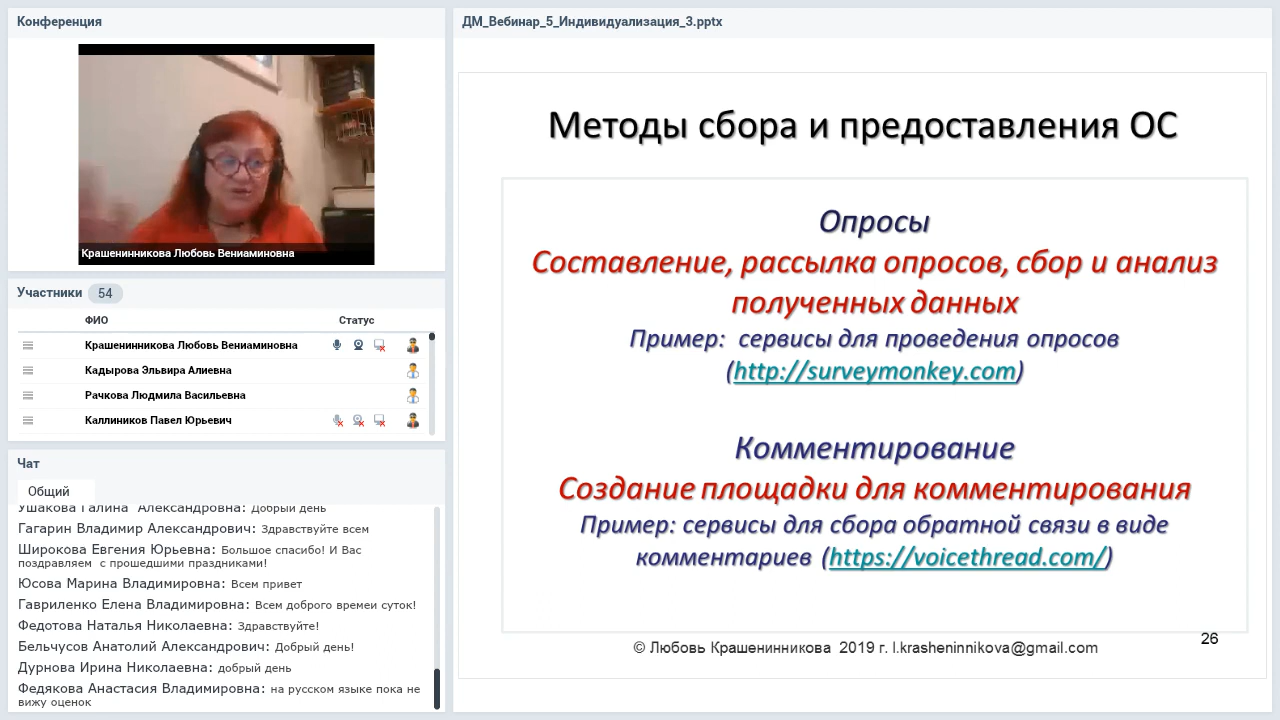 Конференция
Крашенинникова Любовь Вениаминовна
Участники 54
ФИО Статус
Крашенинникова Любовь Вениаминовна
Кадырова Эльвира Алиевна
Рачкова Людмила Васильевна
Каллиников Павел Юрьевич
Чат
Общий
Ушакова Галина Александровна: Добрый день
Гагарин Владимир Александрович: Здравствуйте всем
Широкова Евгения Юрьевна: Большое спасибо! И Вас
поздравляем с прошедшими праздниками!
Юсова Марина Владимировна: Всем привет
Гавриленко Елена Владимировна: Всем доброго времеи суток!
Федотова Наталья Николаевна: Здравствуйте!
Бельчусов Анатолий Александрович: Добрый день!
Дурнова Ирина Николаевна: добрый день
Федякова Анастасия Владимировна: на русском языке пока не
вижу оценок
ДМ_Вебинар_5_Индивидуализация_3.pptx
Методы сбора и предоставления ОС
Опросы
Составление, рассылка опросов, сбор и анализ
полученных данных
Пример: сервисы для проведения опросов
(http://surveymonkey.com)
Комментирование
Создание площадки для комментирования
Пример: сервисы для сбора обратной связи в виде
комментариев (https://voicethread.com/)
© Любовь Крашенинникова 2019 г. l.krasheninnikova@gmail.com
26